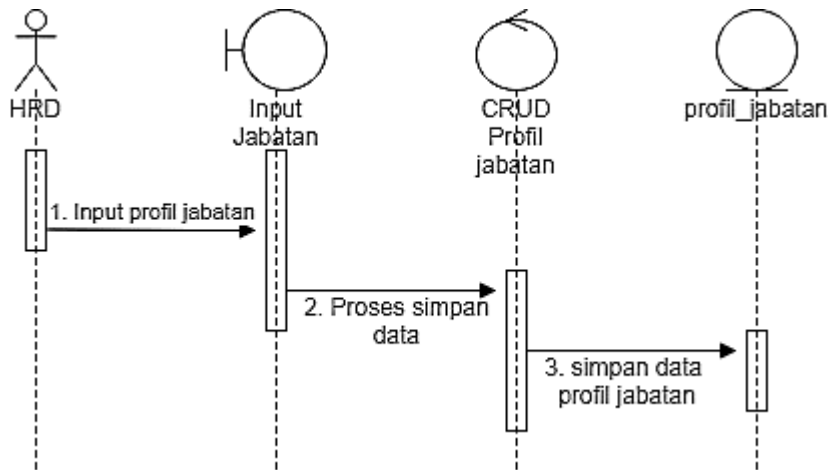 HRD
Input
Jabatan
CRUD
Profil
jabatan
profil_jabatan
1. Input profil jabatan
2. Proses simpan
data
3. simpan data
profil jabatan